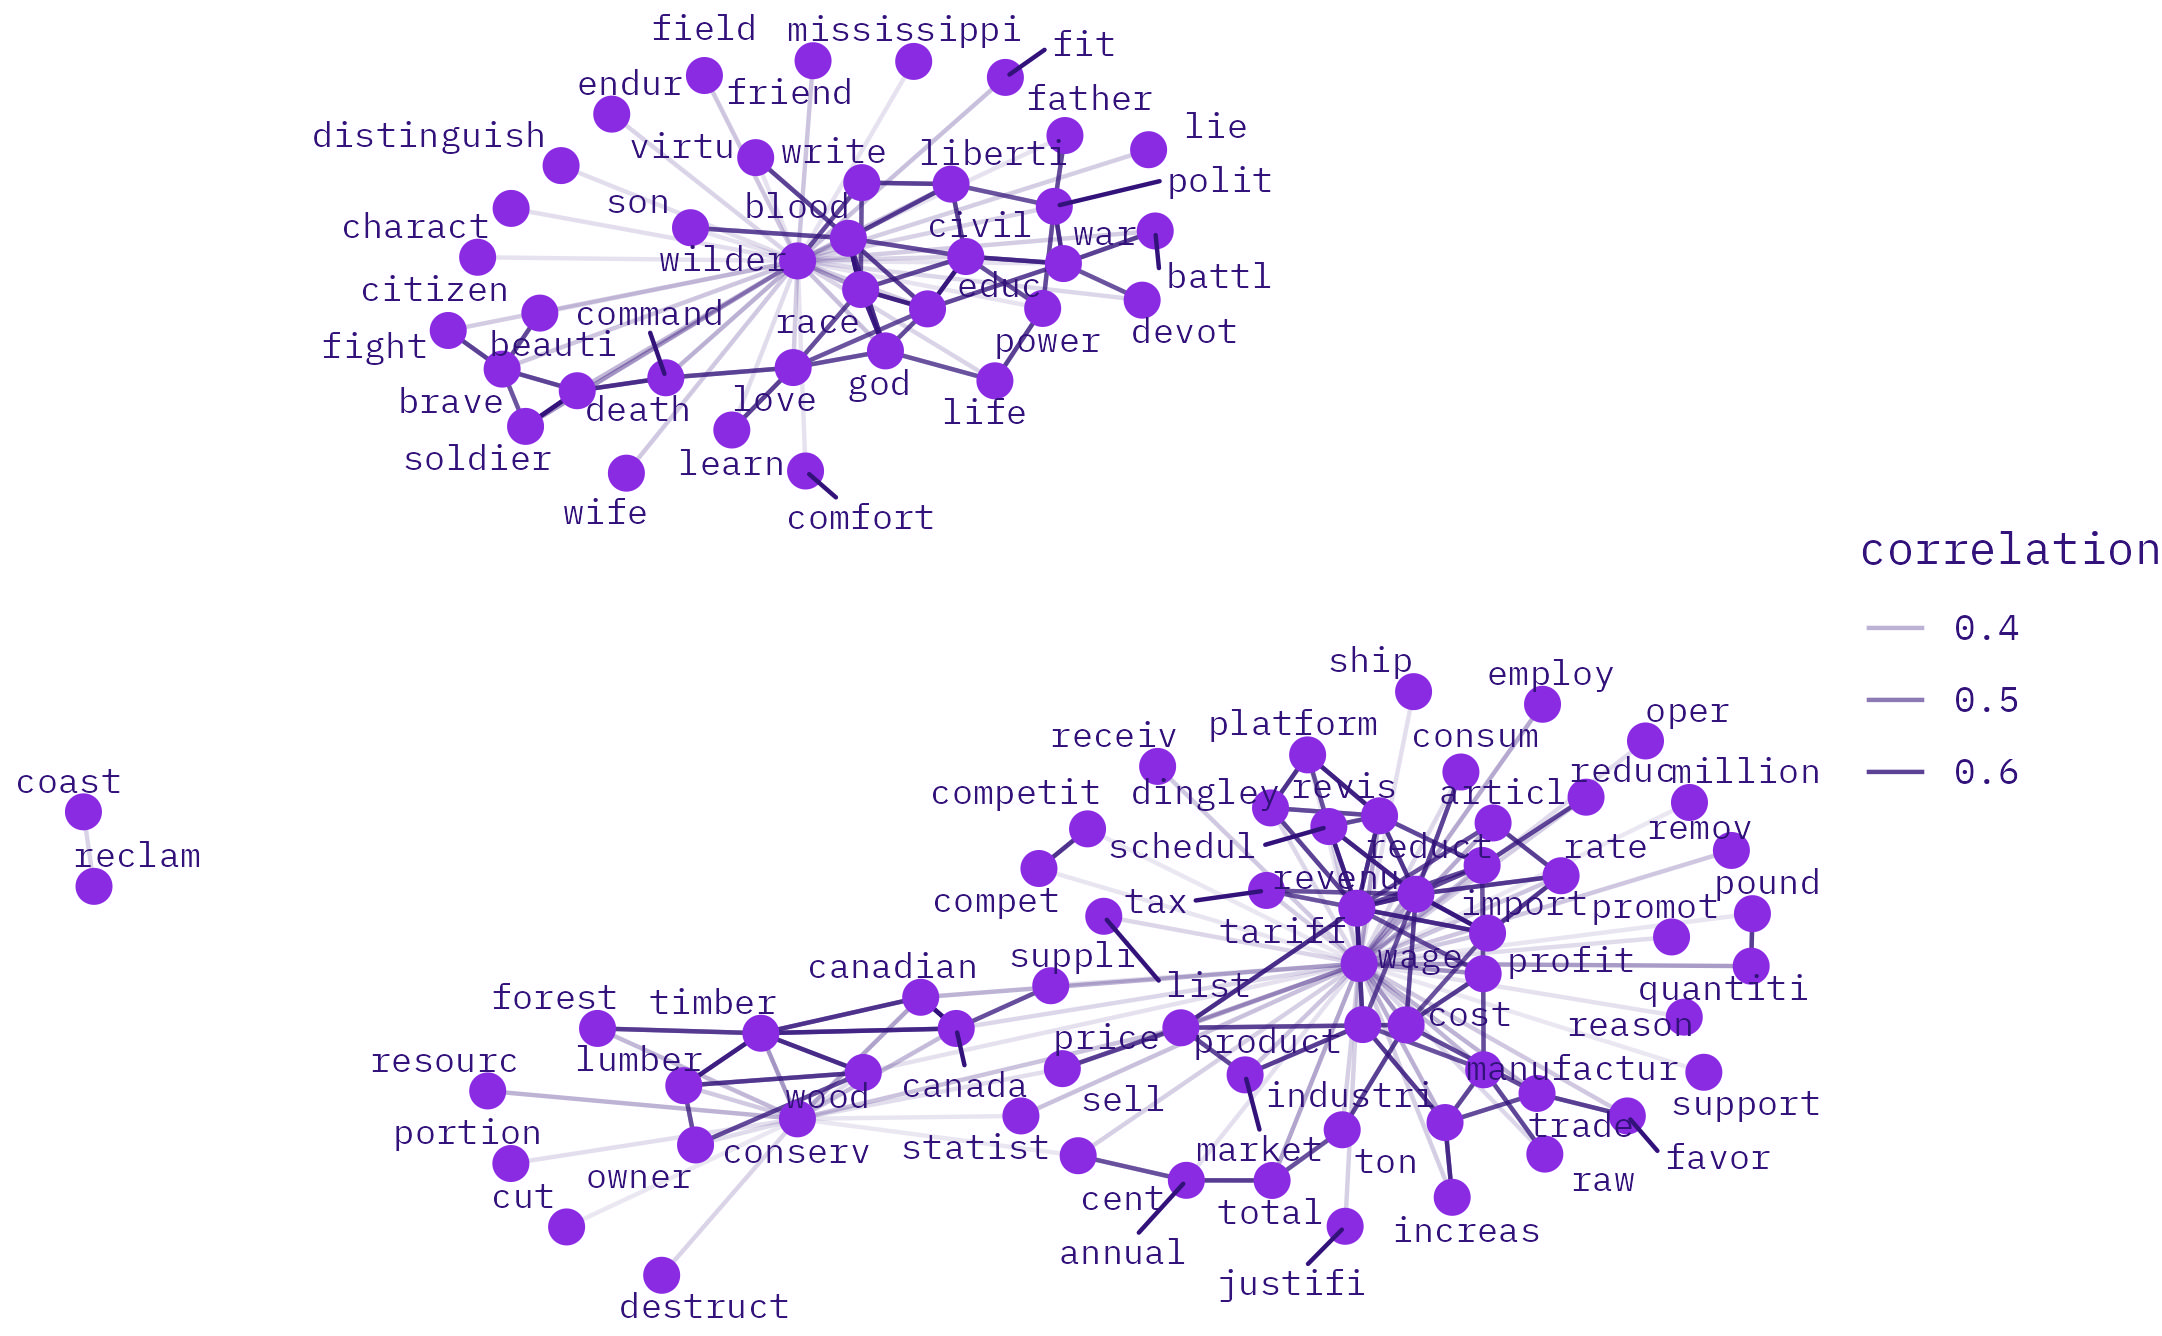 field
mississippi
fit
endur
friend
father
distinguish
virtu
write
liberti
lie
polit
son
blood
charact
civil
war
wilder
citizen
educ
battl
command
race
fight
beauti
power
devot
brave
death
love
god
life
soldier
learn
wife
comfort
correlation
0.4
0.5
0.6
ship
employ
oper
receiv
platform
consum
coast
competit
dingley
revis
articl
reduc
million
reclam
schedul
reduct
rate
remov
compet
tax
revenu
import
promot
pound
tariff
wage
profit
canadian
suppli
list
quantiti
forest
timber
cost
reason
resourc
lumber
price
product
wood
canada
sell
industri
manufactur
support
portion
conserv
statist
market
ton
trade
favor
owner
cut
cent
total
raw
annual
increas
justifi
destruct